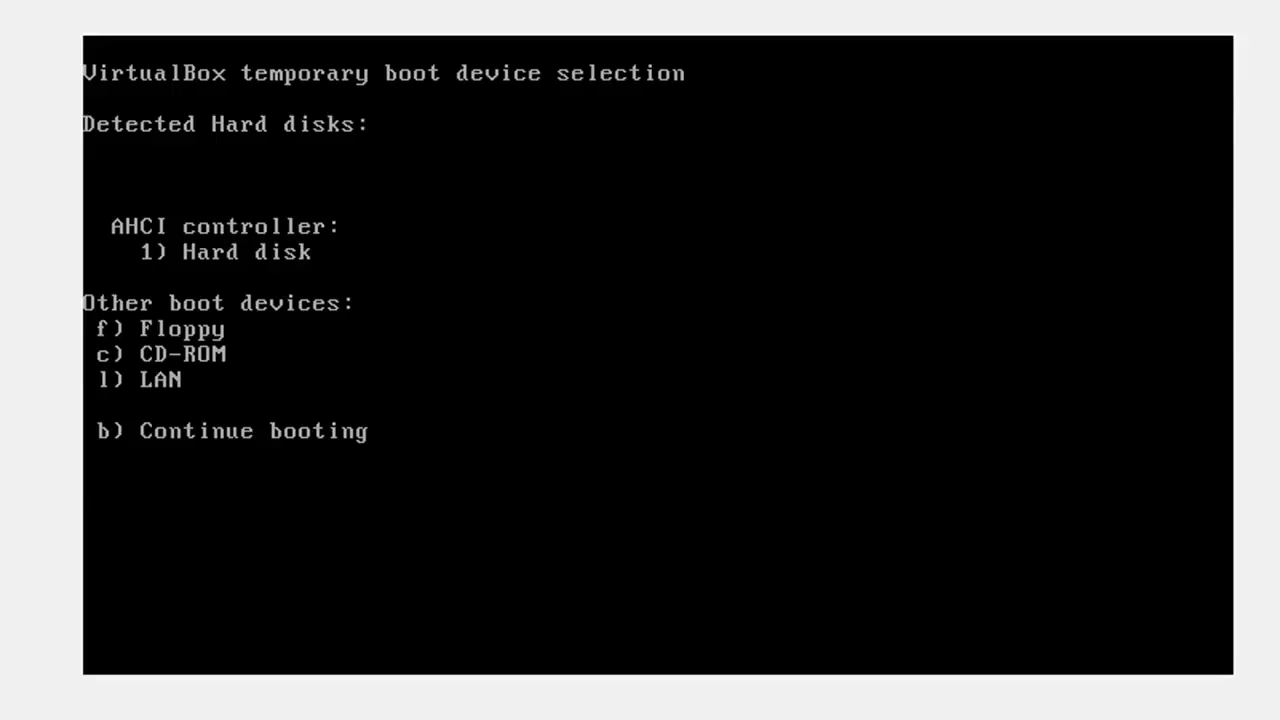 VirtualBox temporary boot device selection
Detected Hard disks:
AHCI controller:
1) Hard disk
Other boot devices:
f) Floppy
c) CD-ROM
l) LAN
b) Continue booting